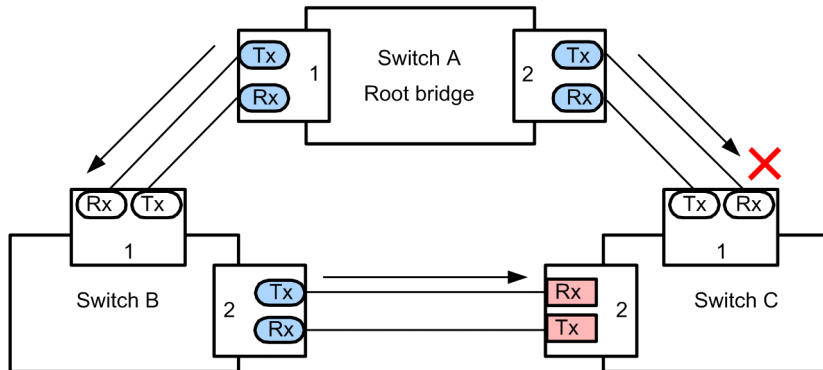 Tx
Rx
1
Switch A
Root bridge
2
Tx
Rx
Rx Tx
1
Switch B
2
Tx
Rx
Rx
Tx
2
Tx Rx
1
Switch C